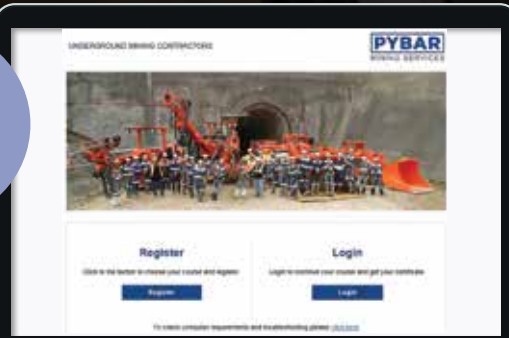 UNDERGROUND MINING CONTRACTORS
PYBAR
MINING SERVICES
Register
Login
Click to the button to choose your course and register
Login to continue your course and get your certificate
Register
Login
To check computer requirements and troubleshooting please click here